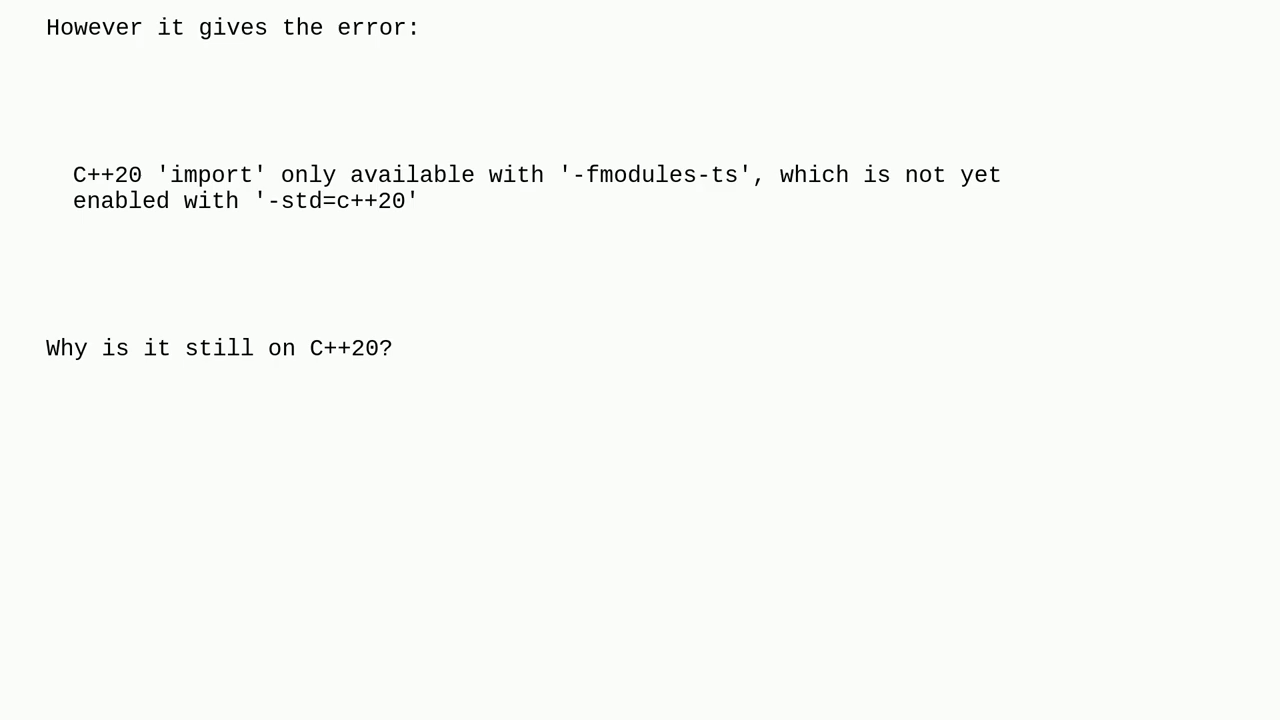 However it gives the error:
C++20 'import' only available with '-fmodules-ts', which is not yet
enabled with '-std=c++20'
Why is it still on C++20?